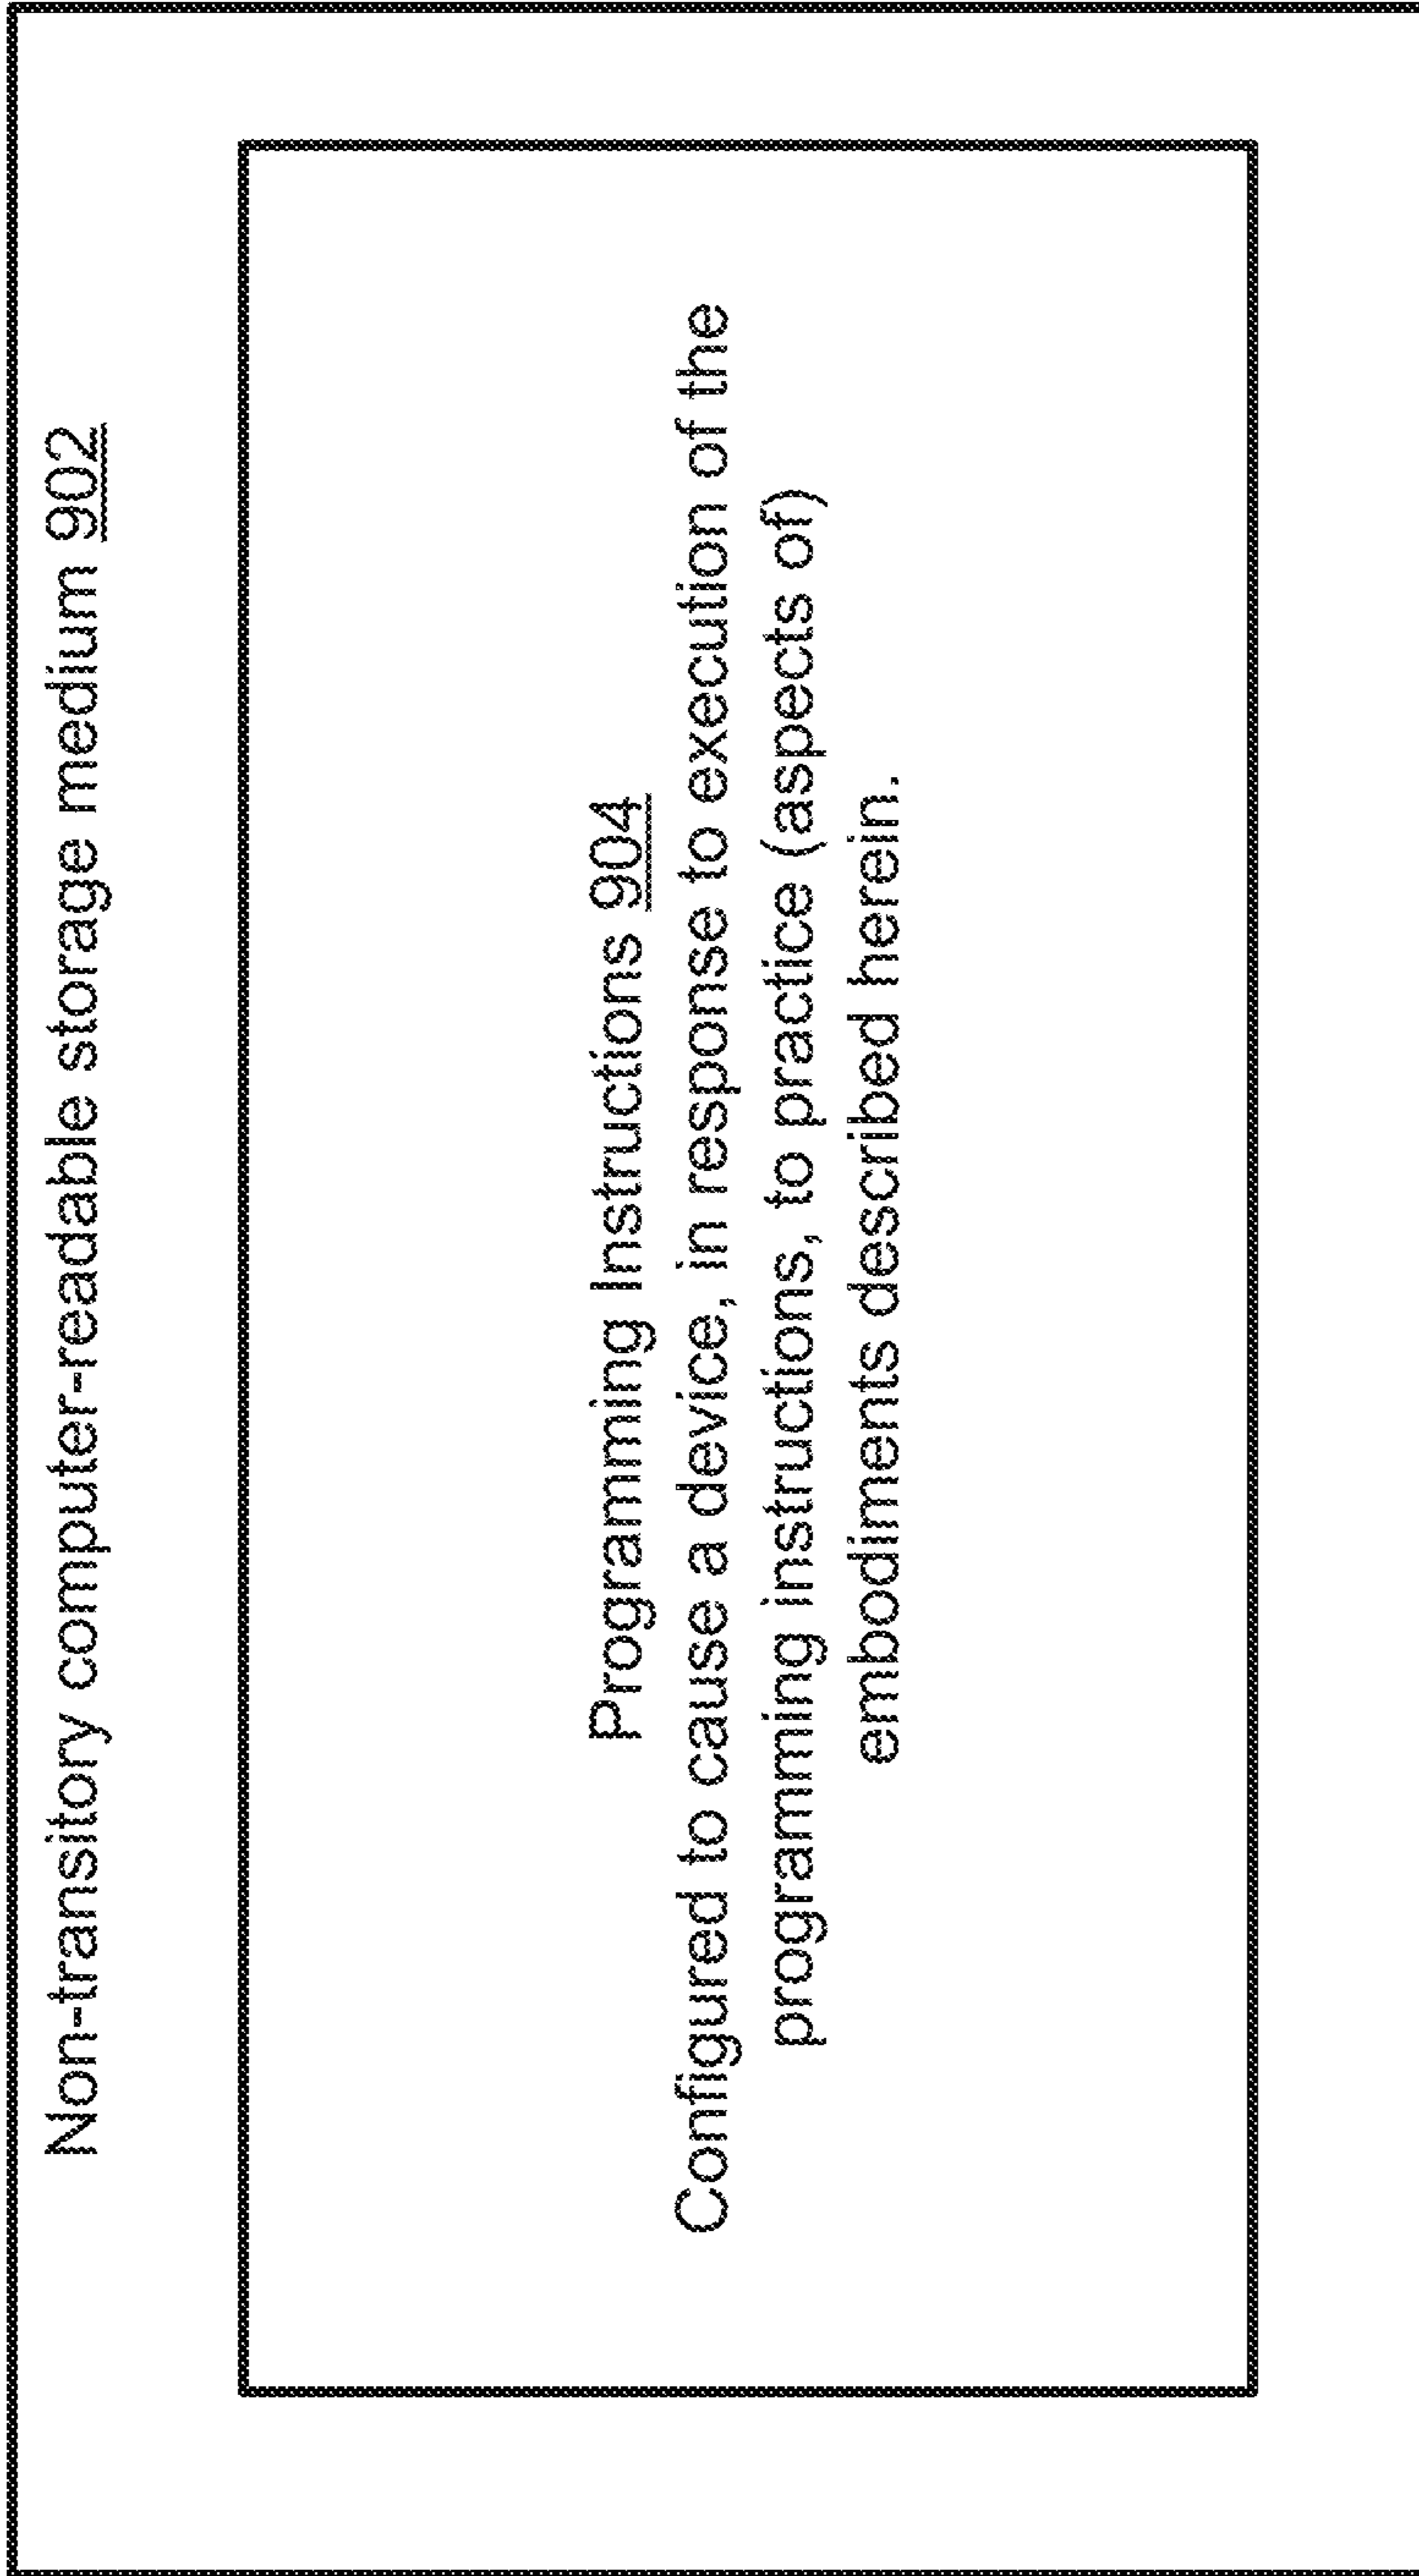 Non-transitory computer-readable storage medium 902
Programming Instructions 904
Configured to cause a device, in response to execution of the
programming instructions, to practice (aspects of)
embodiments described herein.